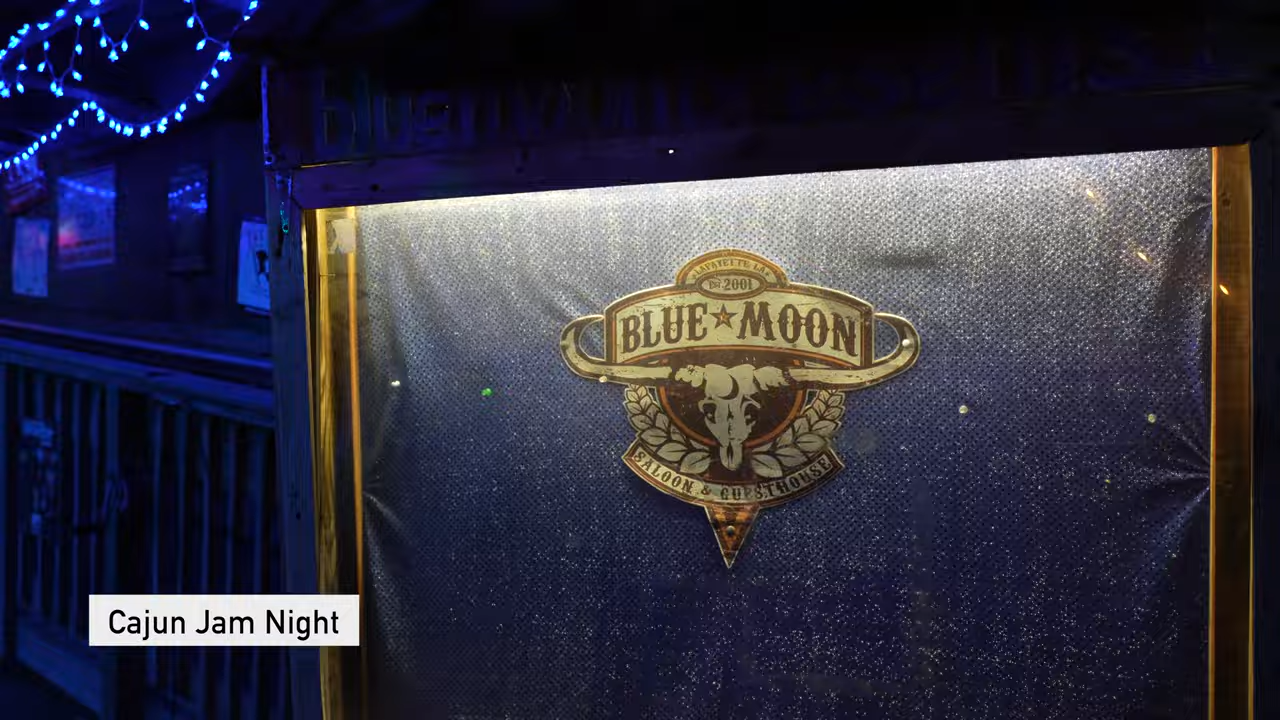 LAFAYETTE LA
EST. 2001
BLUE ★ MOON
SALOON & GUESTHOUSE
Cajun Jam Night